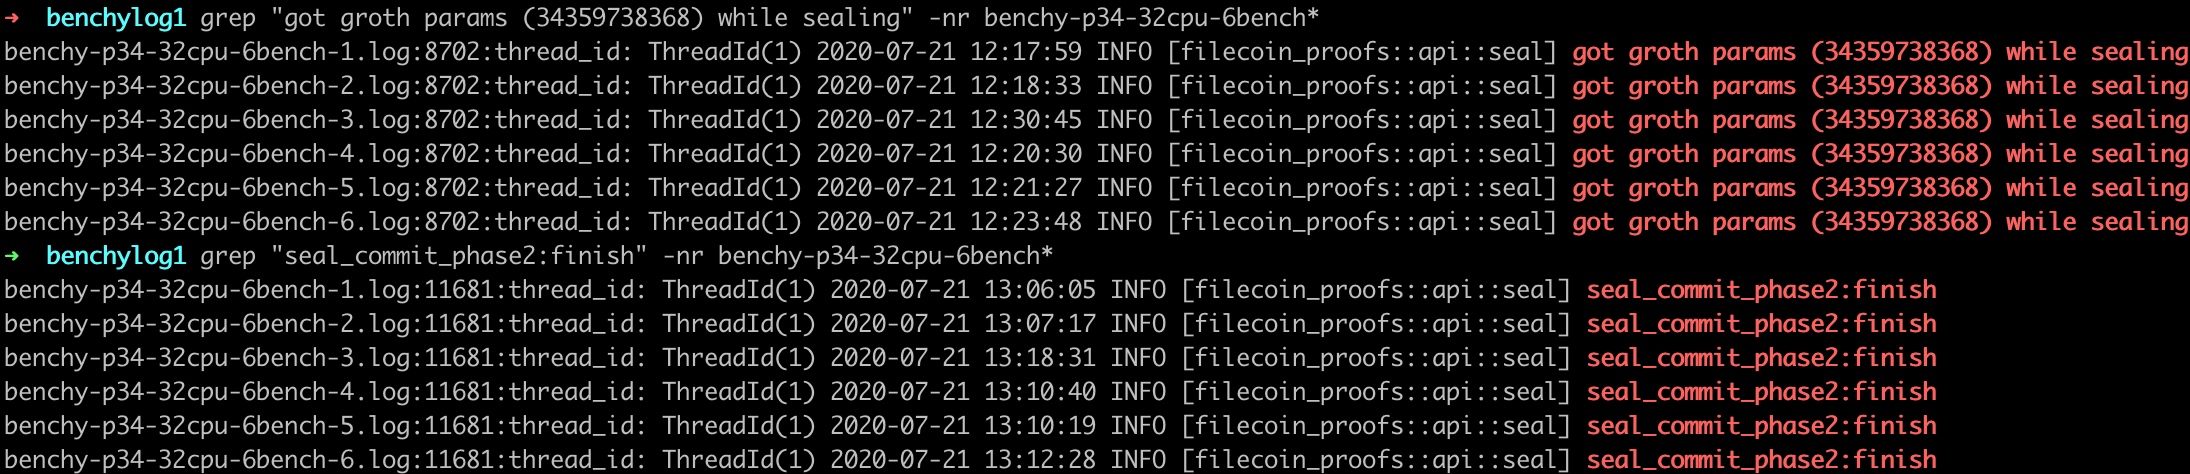 ➜  benchylog1 grep "got groth params (34359738368) while sealing" -nr benchy-p34-32cpu-6bench*
benchy-p34-32cpu-6bench-1.log:8702:thread_id: ThreadId(1) 2020-07-21 12:17:59 INFO [filecoin_proofs::api::seal] got groth params (34359738368) while sealing
benchy-p34-32cpu-6bench-2.log:8702:thread_id: ThreadId(1) 2020-07-21 12:18:33 INFO [filecoin_proofs::api::seal] got groth params (34359738368) while sealing
benchy-p34-32cpu-6bench-3.log:8702:thread_id: ThreadId(1) 2020-07-21 12:30:45 INFO [filecoin_proofs::api::seal] got groth params (34359738368) while sealing
benchy-p34-32cpu-6bench-4.log:8702:thread_id: ThreadId(1) 2020-07-21 12:20:30 INFO [filecoin_proofs::api::seal] got groth params (34359738368) while sealing
benchy-p34-32cpu-6bench-5.log:8702:thread_id: ThreadId(1) 2020-07-21 12:21:27 INFO [filecoin_proofs::api::seal] got groth params (34359738368) while sealing
benchy-p34-32cpu-6bench-6.log:8702:thread_id: ThreadId(1) 2020-07-21 12:23:48 INFO [filecoin_proofs::api::seal] got groth params (34359738368) while sealing
➜  benchylog1 grep "seal_commit_phase2:finish" -nr benchy-p34-32cpu-6bench*
benchy-p34-32cpu-6bench-1.log:11681:thread_id: ThreadId(1) 2020-07-21 13:06:05 INFO [filecoin_proofs::api::seal] seal_commit_phase2:finish
benchy-p34-32cpu-6bench-2.log:11681:thread_id: ThreadId(1) 2020-07-21 13:07:17 INFO [filecoin_proofs::api::seal] seal_commit_phase2:finish
benchy-p34-32cpu-6bench-3.log:11681:thread_id: ThreadId(1) 2020-07-21 13:18:31 INFO [filecoin_proofs::api::seal] seal_commit_phase2:finish
benchy-p34-32cpu-6bench-4.log:11681:thread_id: ThreadId(1) 2020-07-21 13:10:40 INFO [filecoin_proofs::api::seal] seal_commit_phase2:finish
benchy-p34-32cpu-6bench-5.log:11681:thread_id: ThreadId(1) 2020-07-21 13:10:19 INFO [filecoin_proofs::api::seal] seal_commit_phase2:finish
benchy-p34-32cpu-6bench-6.log:11681:thread_id: ThreadId(1) 2020-07-21 13:12:28 INFO [filecoin_proofs::api::seal] seal_commit_phase2:finish